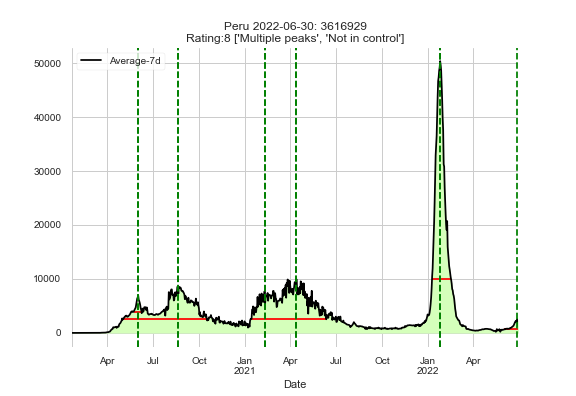 Peru 2022-06-30: 3616929
Rating:8 ['Multiple peaks', 'Not in control']
Average-7d
50000
40000
30000
20000
10000
0
Apr Jul Oct Jan Apr Jul Oct Jan Apr
2021 2022
Date